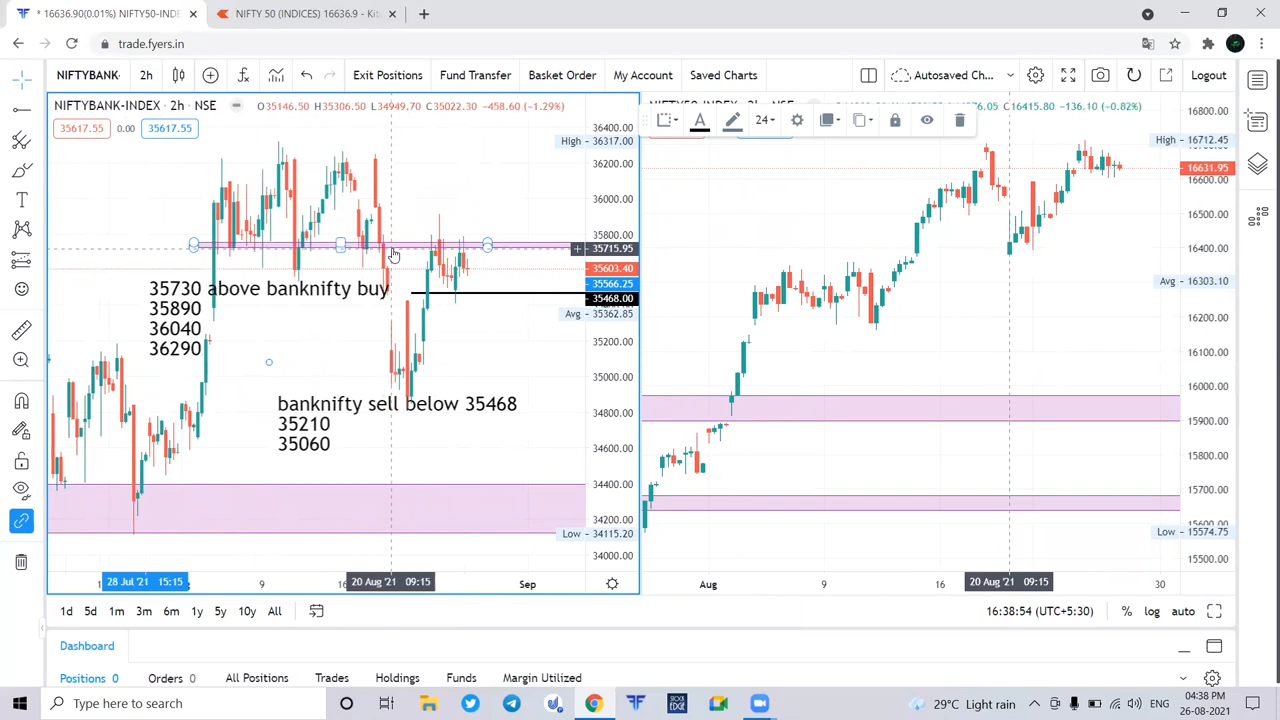 * 16636.90(0.01%) NIFTY50-INDE
NIFTY 50 (INDICES) 16636.9 - Kit
trade.fyers.in
NIFTYBANK-
2h
Exit Positions
Fund Transfer
Basket Order
My Account
Saved Charts
Autosaved Ch...
Logout
NIFTYBANK-INDEX 2h NSE
O35146.50 H35306.50 L34949.70 C35022.30 -458.60 (-1.29%)
35617.55 0.00 35617.55
16415.80 -136.10 (-0.82%)
24
36400.00
High - 36317.00
36200.00
36000.00
35800.00
35715.95
35603.40
35566.25
35468.00
Avg - 35362.85
35200.00
35000.00
34800.00
34600.00
34400.00
34200.00
Low - 34115.20
34000.00
35730 above banknifty buy
35890
36040
36290
banknifty sell below 35468
35210
35060
16800.00
High - 16712.45
16631.95
16600.00
16500.00
16400.00
Avg - 16303.10
16200.00
16100.00
16000.00
15900.00
15800.00
15700.00
15600.00
Low - 15574.75
15500.00
28 Jul '21 15:15
9
16
20 Aug '21 09:15
Sep
Aug
9
16
20 Aug '21 09:15
30
1d 5d 1m 3m 6m 1y 5y 10y All
16:38:54 (UTC+5:30)
% log auto
Dashboard
Positions 0
Orders 0
All Positions
Trades
Holdings
Funds
Margin Utilized
Type here to search
STOCK
EDGE
29°C Light rain
ENG
04:38 PM
26-08-2021